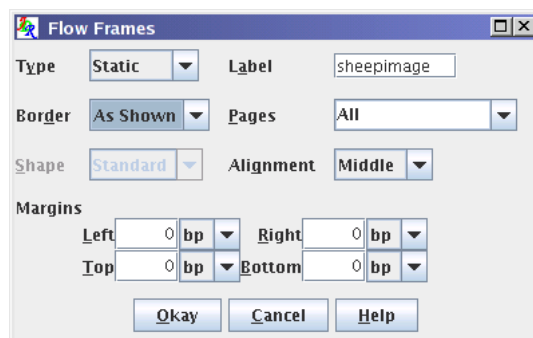 Flow Frames
Type Static Label sheepimage
Border As Shown Pages All
Shape Standard Alignment Middle
Margins
Left 0 bp Right 0 bp
Top 0 bp Bottom 0 bp
Okay Cancel Help